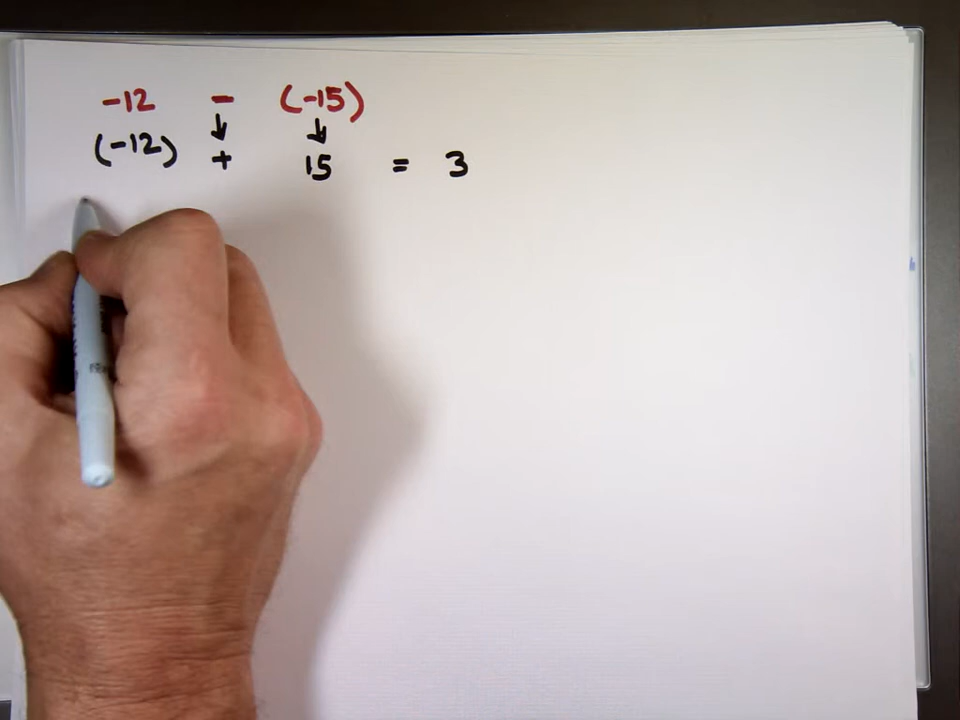 -12 - (-15)
↓ ↓
(-12) + 15 = 3